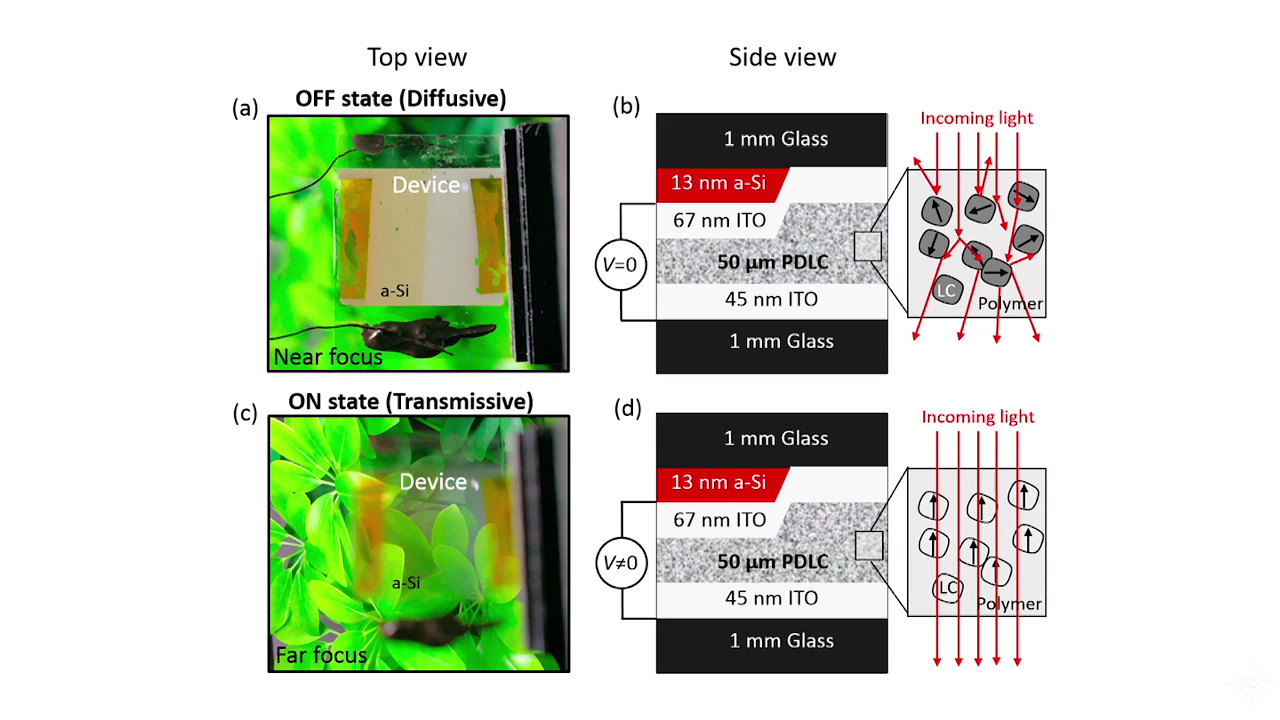 Top view
Side view
(a)
OFF state (Diffusive)
Device
a-Si
Near focus
(b)
1 mm Glass
13 nm a-Si
67 nm ITO
V=0
50 µm PDLC
45 nm ITO
1 mm Glass
Incoming light
LC
Polymer
(c)
ON state (Transmissive)
Device
a-Si
Far focus
(d)
1 mm Glass
13 nm a-Si
67 nm ITO
V≠0
50 µm PDLC
45 nm ITO
1 mm Glass
Incoming light
LC
Polymer